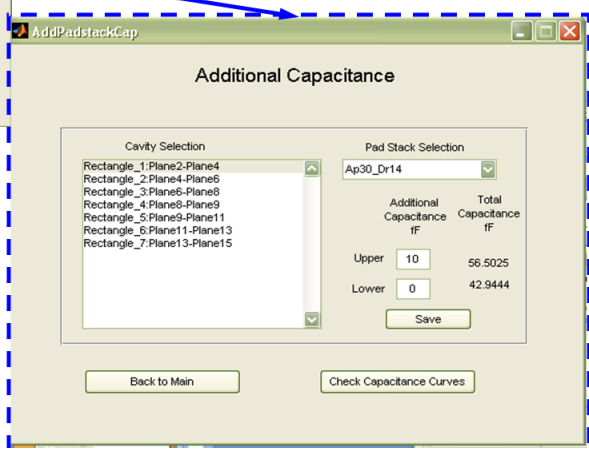 AddPadstackCap
Additional Capacitance
Cavity Selection
Rectangle_1:Plane2-Plane4
Rectangle_2:Plane4-Plane6
Rectangle_3:Plane6-Plane8
Rectangle_4:Plane8-Plane9
Rectangle_5:Plane9-Plane11
Rectangle_6:Plane11-Plane13
Rectangle_7:Plane13-Plane15
Pad Stack Selection
Ap30_Dr14
Additional
Capacitance
fF
Total
Capacitance
fF
Upper 10 56.5025
Lower 0 42.9444
Save
Back to Main
Check Capacitance Curves